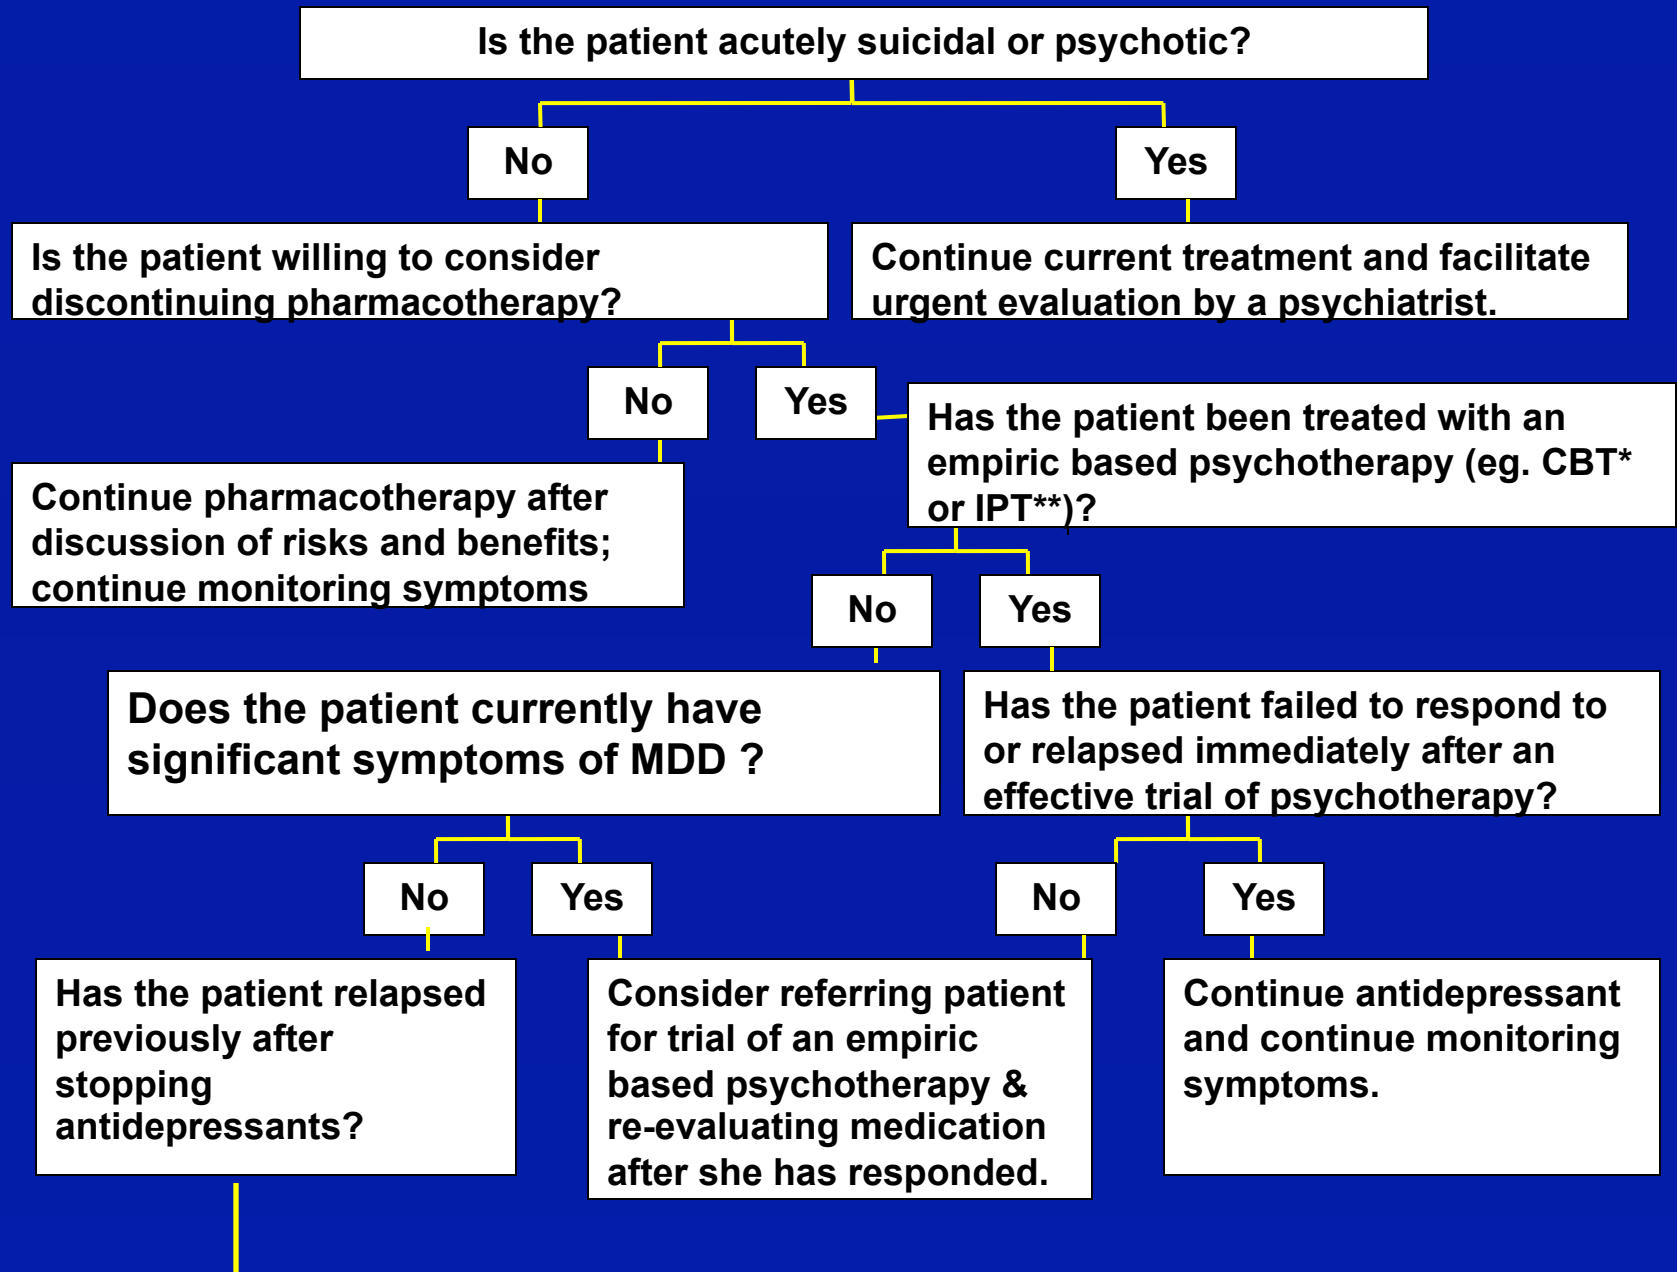 Is the patient acutely suicidal or psychotic?
No
Yes
Is the patient willing to consider
discontinuing pharmacotherapy?
Continue current treatment and facilitate
urgent evaluation by a psychiatrist.
No
Yes
Has the patient been treated with an
empiric based psychotherapy (eg. CBT*
or IPT**)?
Continue pharmacotherapy after
discussion of risks and benefits;
continue monitoring symptoms
No
Yes
Does the patient currently have
significant symptoms of MDD ?
Has the patient failed to respond to
or relapsed immediately after an
effective trial of psychotherapy?
No
Yes
No
Yes
Has the patient relapsed
previously after
stopping
antidepressants?
Consider referring patient
for trial of an empiric
based psychotherapy &
re-evaluating medication
after she has responded.
Continue antidepressant
and continue monitoring
symptoms.